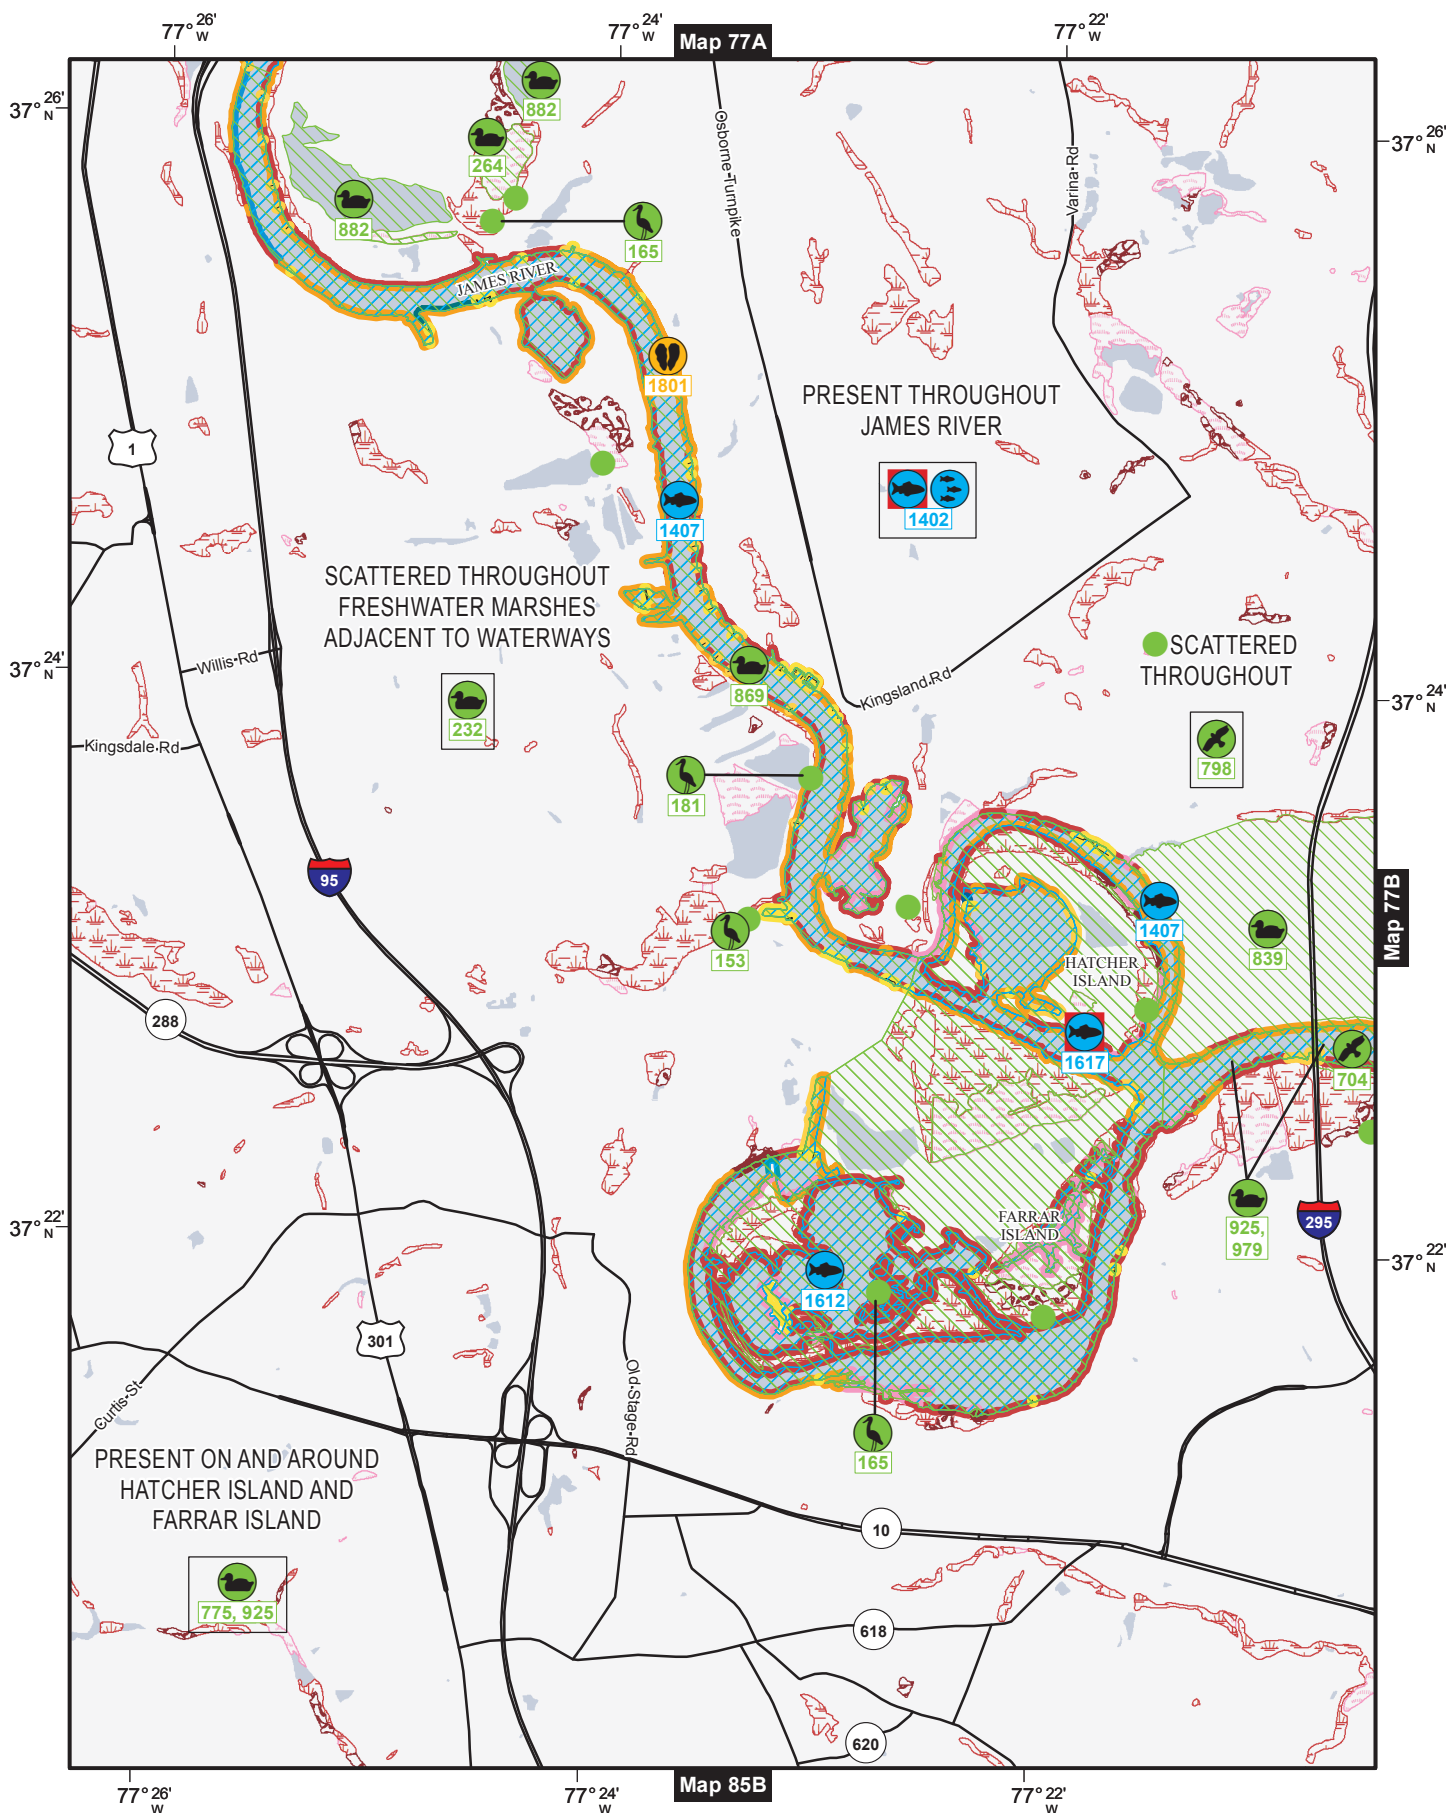 77° 26' W
77° 24' W
Map 77A
77° 22' W
37° 26' N
37° 26' N
882
264
882
165
JAMES RIVER
Osborne Turnpike
Varina Rd
1801
PRESENT THROUGHOUT
JAMES RIVER
1
1402
1407
SCATTERED THROUGHOUT
FRESHWATER MARSHES
ADJACENT TO WATERWAYS
SCATTERED
THROUGHOUT
Willis Rd
37° 24' N
37° 24' N
869
Kingsland Rd
232
Kingsdale Rd
798
181
95
1407
839
Map 77B
153
HATCHER
ISLAND
288
1617
704
FARRAR
ISLAND
925,
979
295
37° 22' N
37° 22' N
1612
301
Curtis St
Old Stage Rd
165
PRESENT ON AND AROUND
HATCHER ISLAND AND
FARRAR ISLAND
10
775, 925
618
620
77° 26' W
77° 24' W
Map 85B
77° 22' W